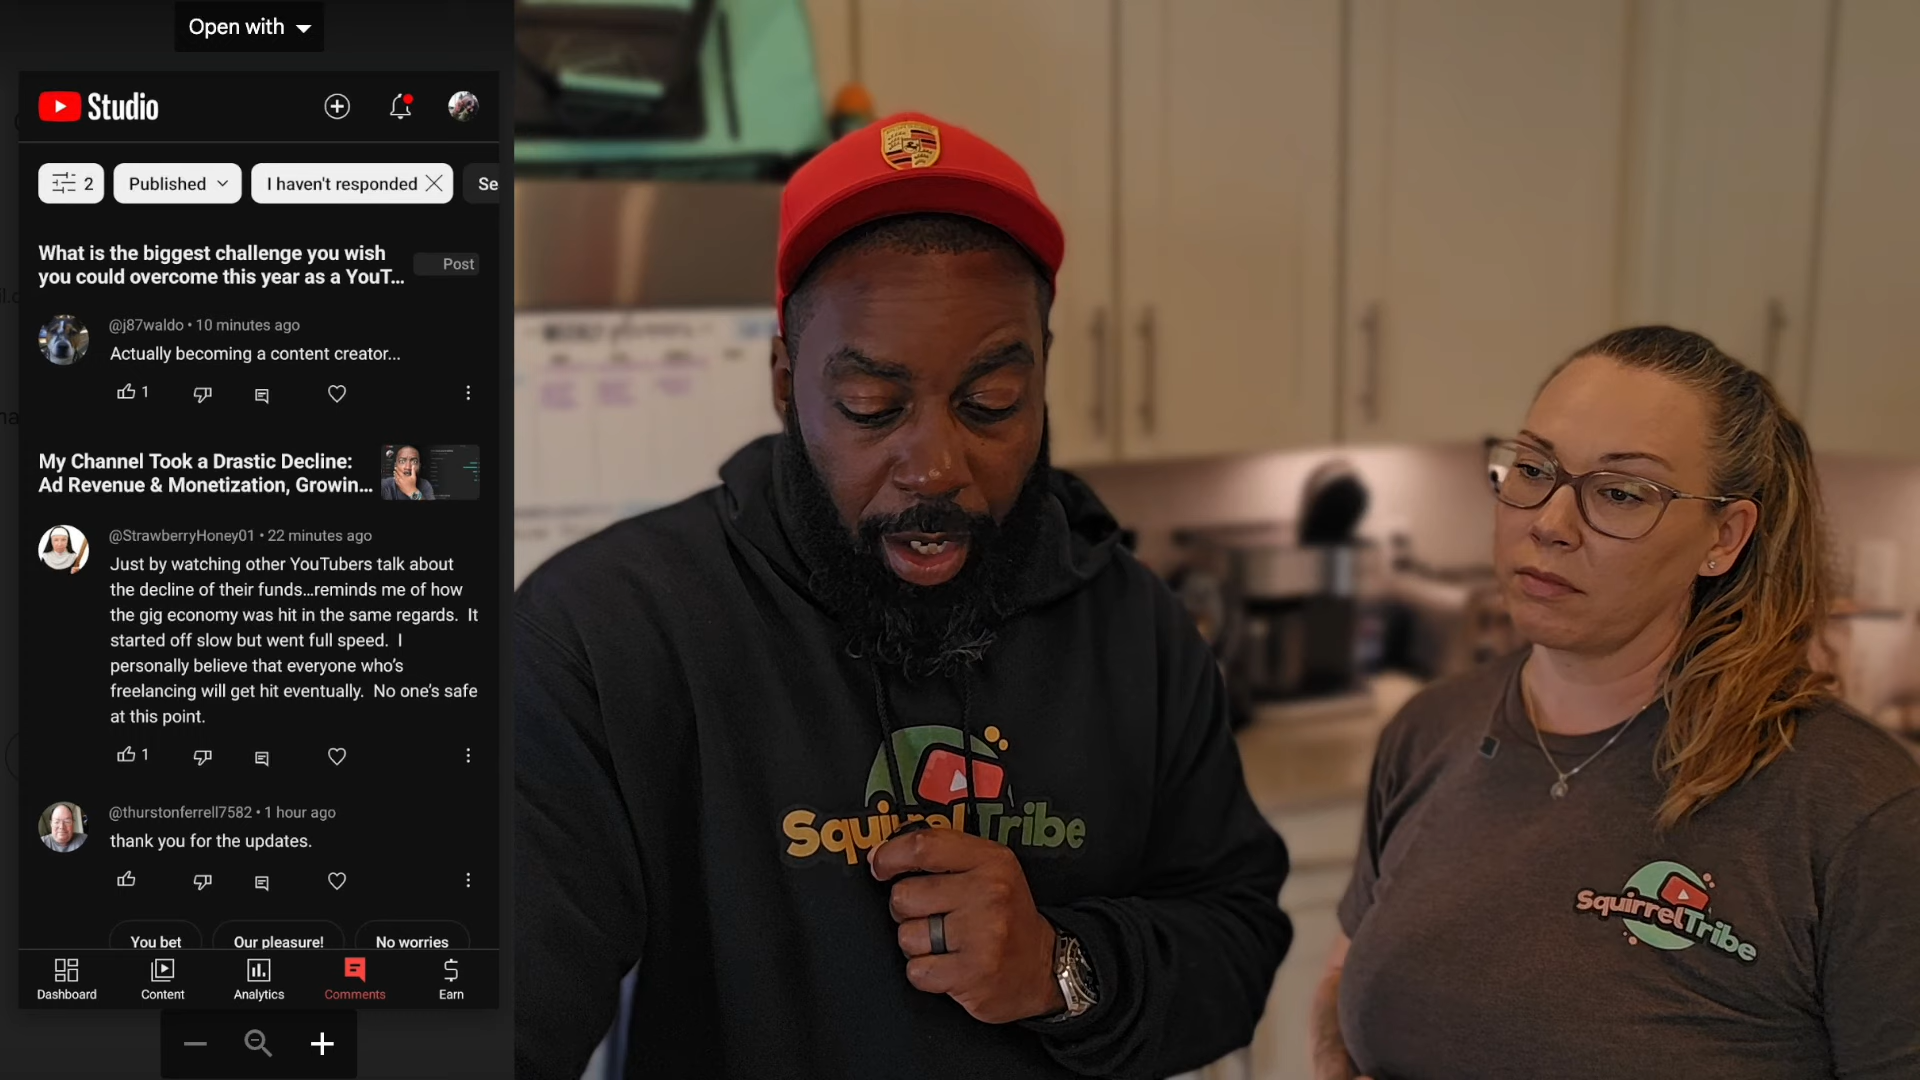 Open with
Studio
2
Published
I haven't responded
Se
What is the biggest challenge you wish
you could overcome this year as a YouT...
Post
@j87waldo • 10 minutes ago
Actually becoming a content creator...
1
My Channel Took a Drastic Decline:
Ad Revenue & Monetization, Growin...
@StrawberryHoney01 • 22 minutes ago
Just by watching other YouTubers talk about
the decline of their funds...reminds me of how
the gig economy was hit in the same regards. It
started off slow but went full speed. I
personally believe that everyone who's
freelancing will get hit eventually. No one's safe
at this point.
1
@thurstonferrell7582 • 1 hour ago
thank you for the updates.
You bet
Our pleasure!
No worries
Dashboard
Content
Analytics
Comments
Earn
SquirrelTribe
SquirrelTribe